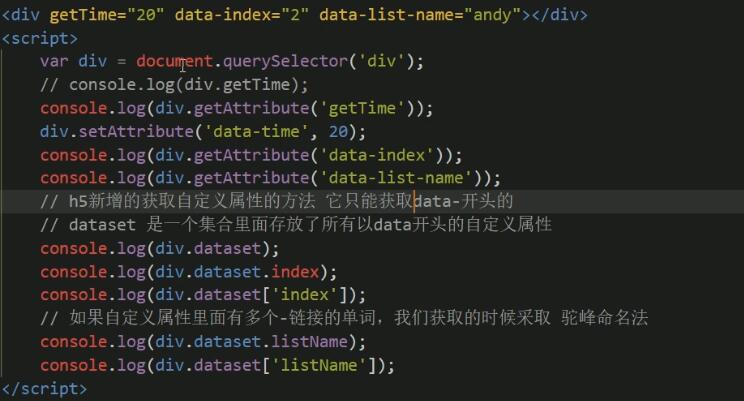 <div getTime="20" data-index="2" data-list-name="andy"></div>
<script>
var div = document.querySelector('div');
// console.log(div.getTime);
console.log(div.getAttribute('getTime'));
div.setAttribute('data-time', 20);
console.log(div.getAttribute('data-index'));
console.log(div.getAttribute('data-list-name'));
// h5新增的获取自定义属性的方法 它只能获取data-开头的
// dataset 是一个集合里面存放了所有以data开头的自定义属性
console.log(div.dataset);
console.log(div.dataset.index);
console.log(div.dataset['index']);
// 如果自定义属性里面有多个-链接的单词，我们获取的时候采取 驼峰命名法
console.log(div.dataset.listName);
console.log(div.dataset['listName']);
</script>